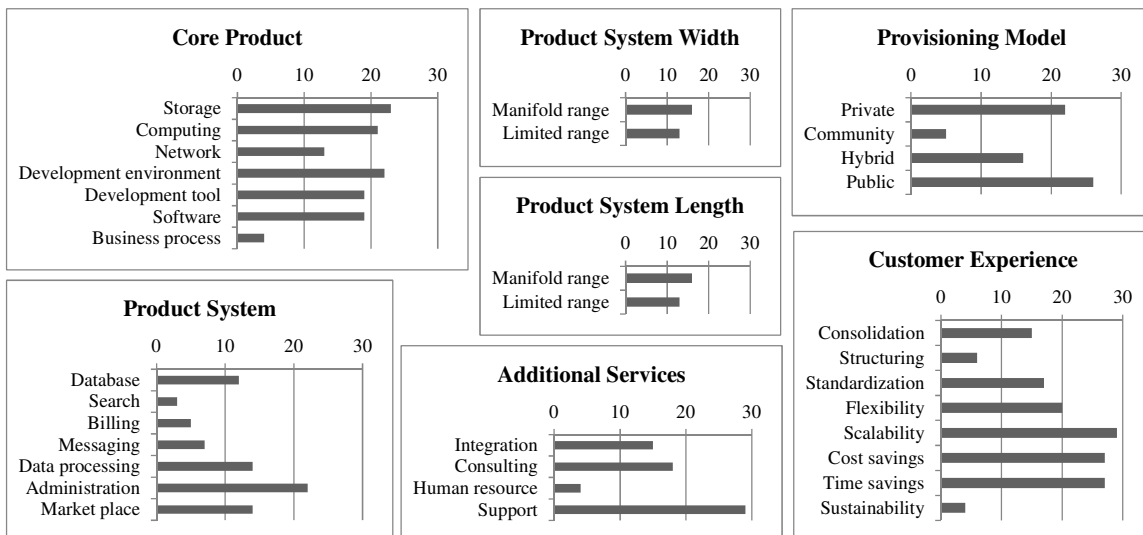 Core Product
0 10 20 30
Storage
Computing
Network
Development environment
Development tool
Software
Business process
Product System Width
0 10 20 30
Manifold range
Limited range
Provisioning Model
0 10 20 30
Private
Community
Hybrid
Public
Product System Length
0 10 20 30
Manifold range
Limited range
Product System
0 10 20 30
Database
Search
Billing
Messaging
Data processing
Administration
Market place
Additional Services
0 10 20 30
Integration
Consulting
Human resource
Support
Customer Experience
0 10 20 30
Consolidation
Structuring
Standardization
Flexibility
Scalability
Cost savings
Time savings
Sustainability